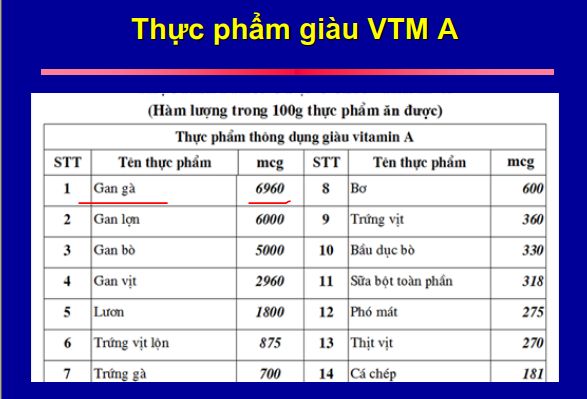 Thực phẩm giàu VTM A
(Hàm lượng trong 100g thực phẩm ăn được)
Thực phẩm thông dụng giàu vitamin A
STT Tên thực phẩm mcg STT Tên thực phẩm mcg
1 Gan gà 6960 8 Bơ 600
2 Gan lợn 6000 9 Trứng vịt 360
3 Gan bò 5000 10 Bầu dục bò 330
4 Gan vịt 2960 11 Sữa bột toàn phần 318
5 Lươn 1800 12 Phó mát 275
6 Trứng vịt lộn 875 13 Thịt vịt 270
7 Trứng gà 700 14 Cá chép 181